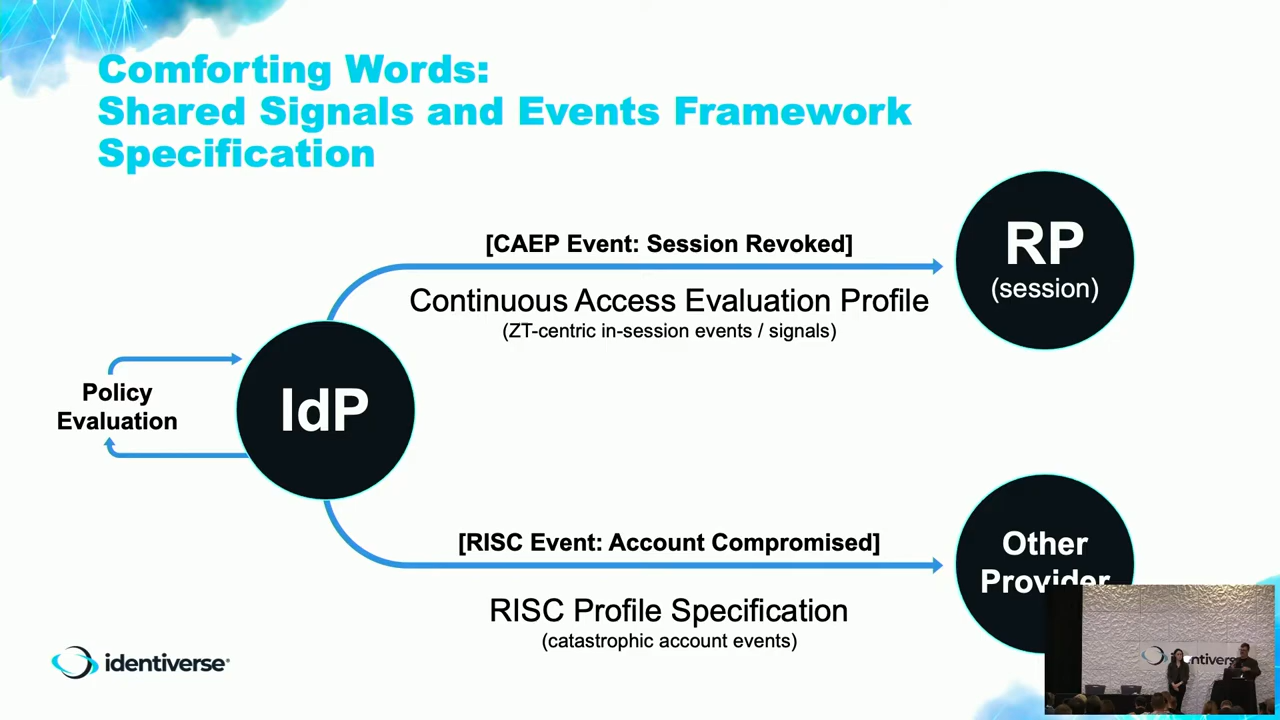 Comforting Words:
Shared Signals and Events Framework
Specification
[CAEP Event: Session Revoked]
Continuous Access Evaluation Profile
(ZT-centric in-session events / signals)
RP
(session)
Policy
Evaluation
IdP
[RISC Event: Account Compromised]
RISC Profile Specification
(catastrophic account events)
Other
Provider
identiverse
identiverse